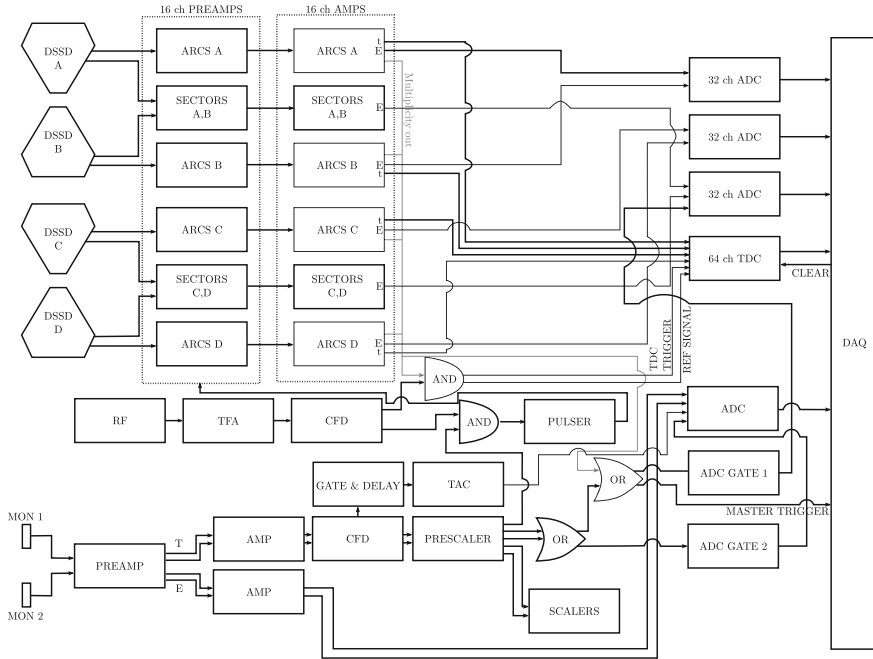 16 ch PREAMPS
16 ch AMPS
DSSD
A
DSSD
B
DSSD
C
DSSD
D
ARCS A
SECTORS
A,B
ARCS B
ARCS C
SECTORS
C,D
ARCS D
ARCS A
t
E
SECTORS
A,B
E
ARCS B
E
t
ARCS C
t
E
SECTORS
C,D
E
ARCS D
E
t
Multiplicity out
32 ch ADC
32 ch ADC
32 ch ADC
64 ch TDC
CLEAR
DAQ
TDC
TRIGGER
REF SIGNAL
AND
RF
TFA
CFD
AND
PULSER
ADC
GATE & DELAY
TAC
OR
ADC GATE 1
MASTER TRIGGER
MON 1
MON 2
PREAMP
T
E
AMP
CFD
PRESCALER
OR
ADC GATE 2
AMP
SCALERS